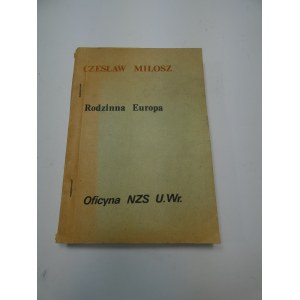 CZESŁAW MIŁOSZ
Rodzinna Europa
Oficyna NZS U.Wr.